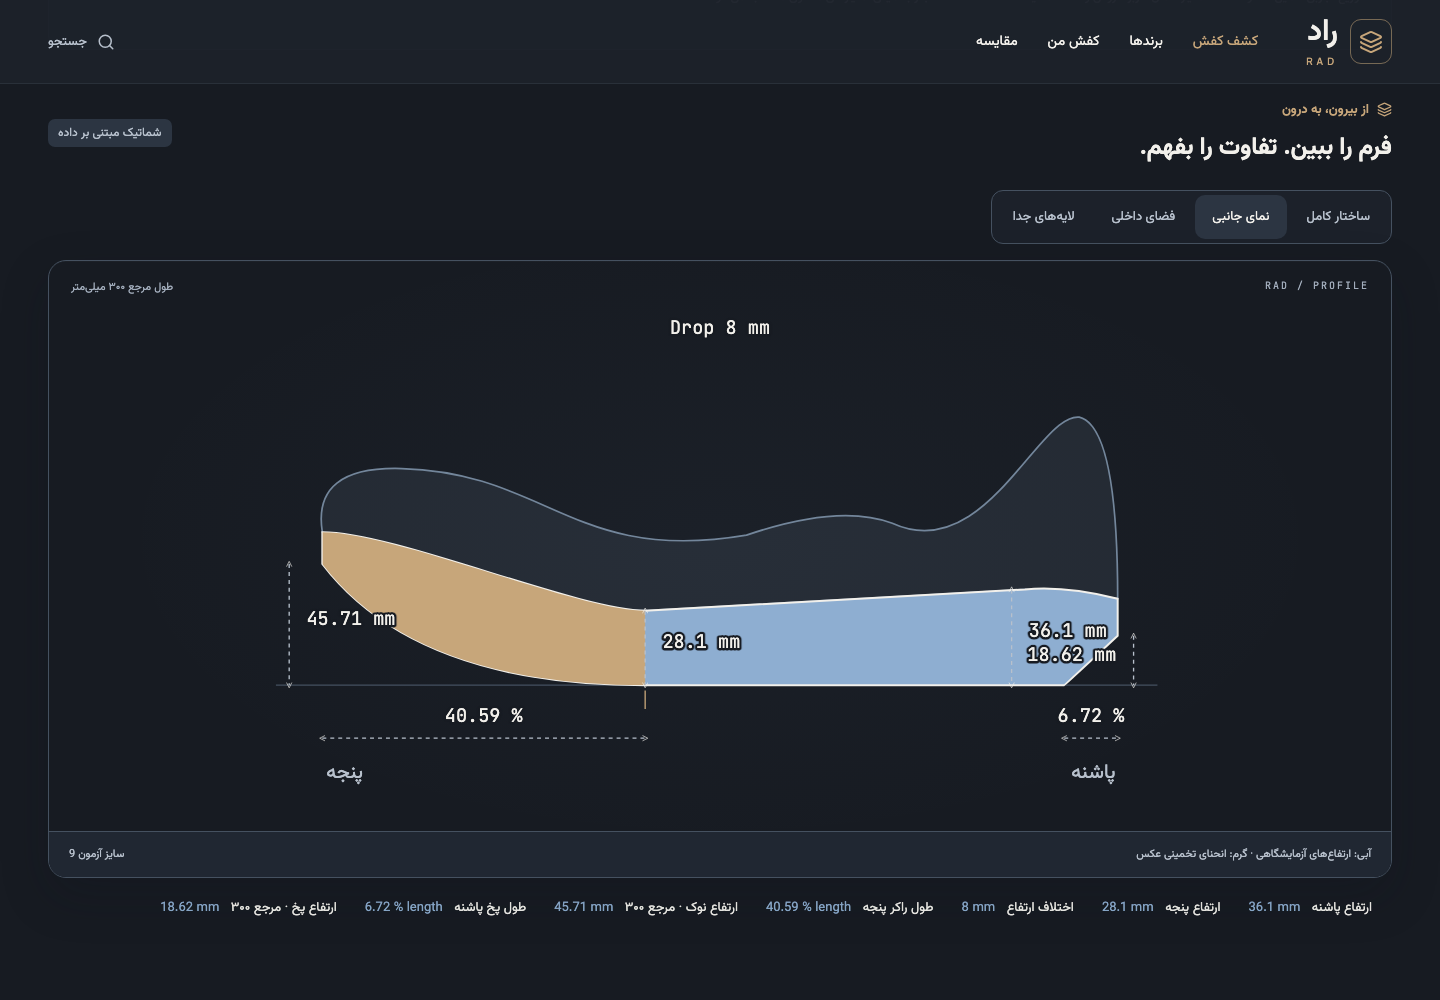 راد
RAD
کشف کفش
برندها
کفش من
مقایسه
جستجو
از بیرون، به درون
فرم را ببین. تفاوت را بفهم.
شماتیک مبتنی بر داده
ساختار کامل
نمای جانبی
فضای داخلی
لایه‌های جدا
RAD / PROFILE
طول مرجع ۳۰۰ میلی‌متر
Drop 8 mm
45.71 mm
28.1 mm
36.1 mm
18.62 mm
40.59 %
6.72 %
پنجه
پاشنه
آبی: ارتفاع‌های آزمایشگاهی · گرم: انحنای تخمینی عکس
سایز آزمون 9
ارتفاع پاشنه 36.1 mm
ارتفاع پنجه 28.1 mm
اختلاف ارتفاع 8 mm
طول راکر پنجه 40.59 % length
ارتفاع نوک · مرجع ۳۰۰ 45.71 mm
طول پخ پاشنه 6.72 % length
ارتفاع پخ · مرجع ۳۰۰ 18.62 mm